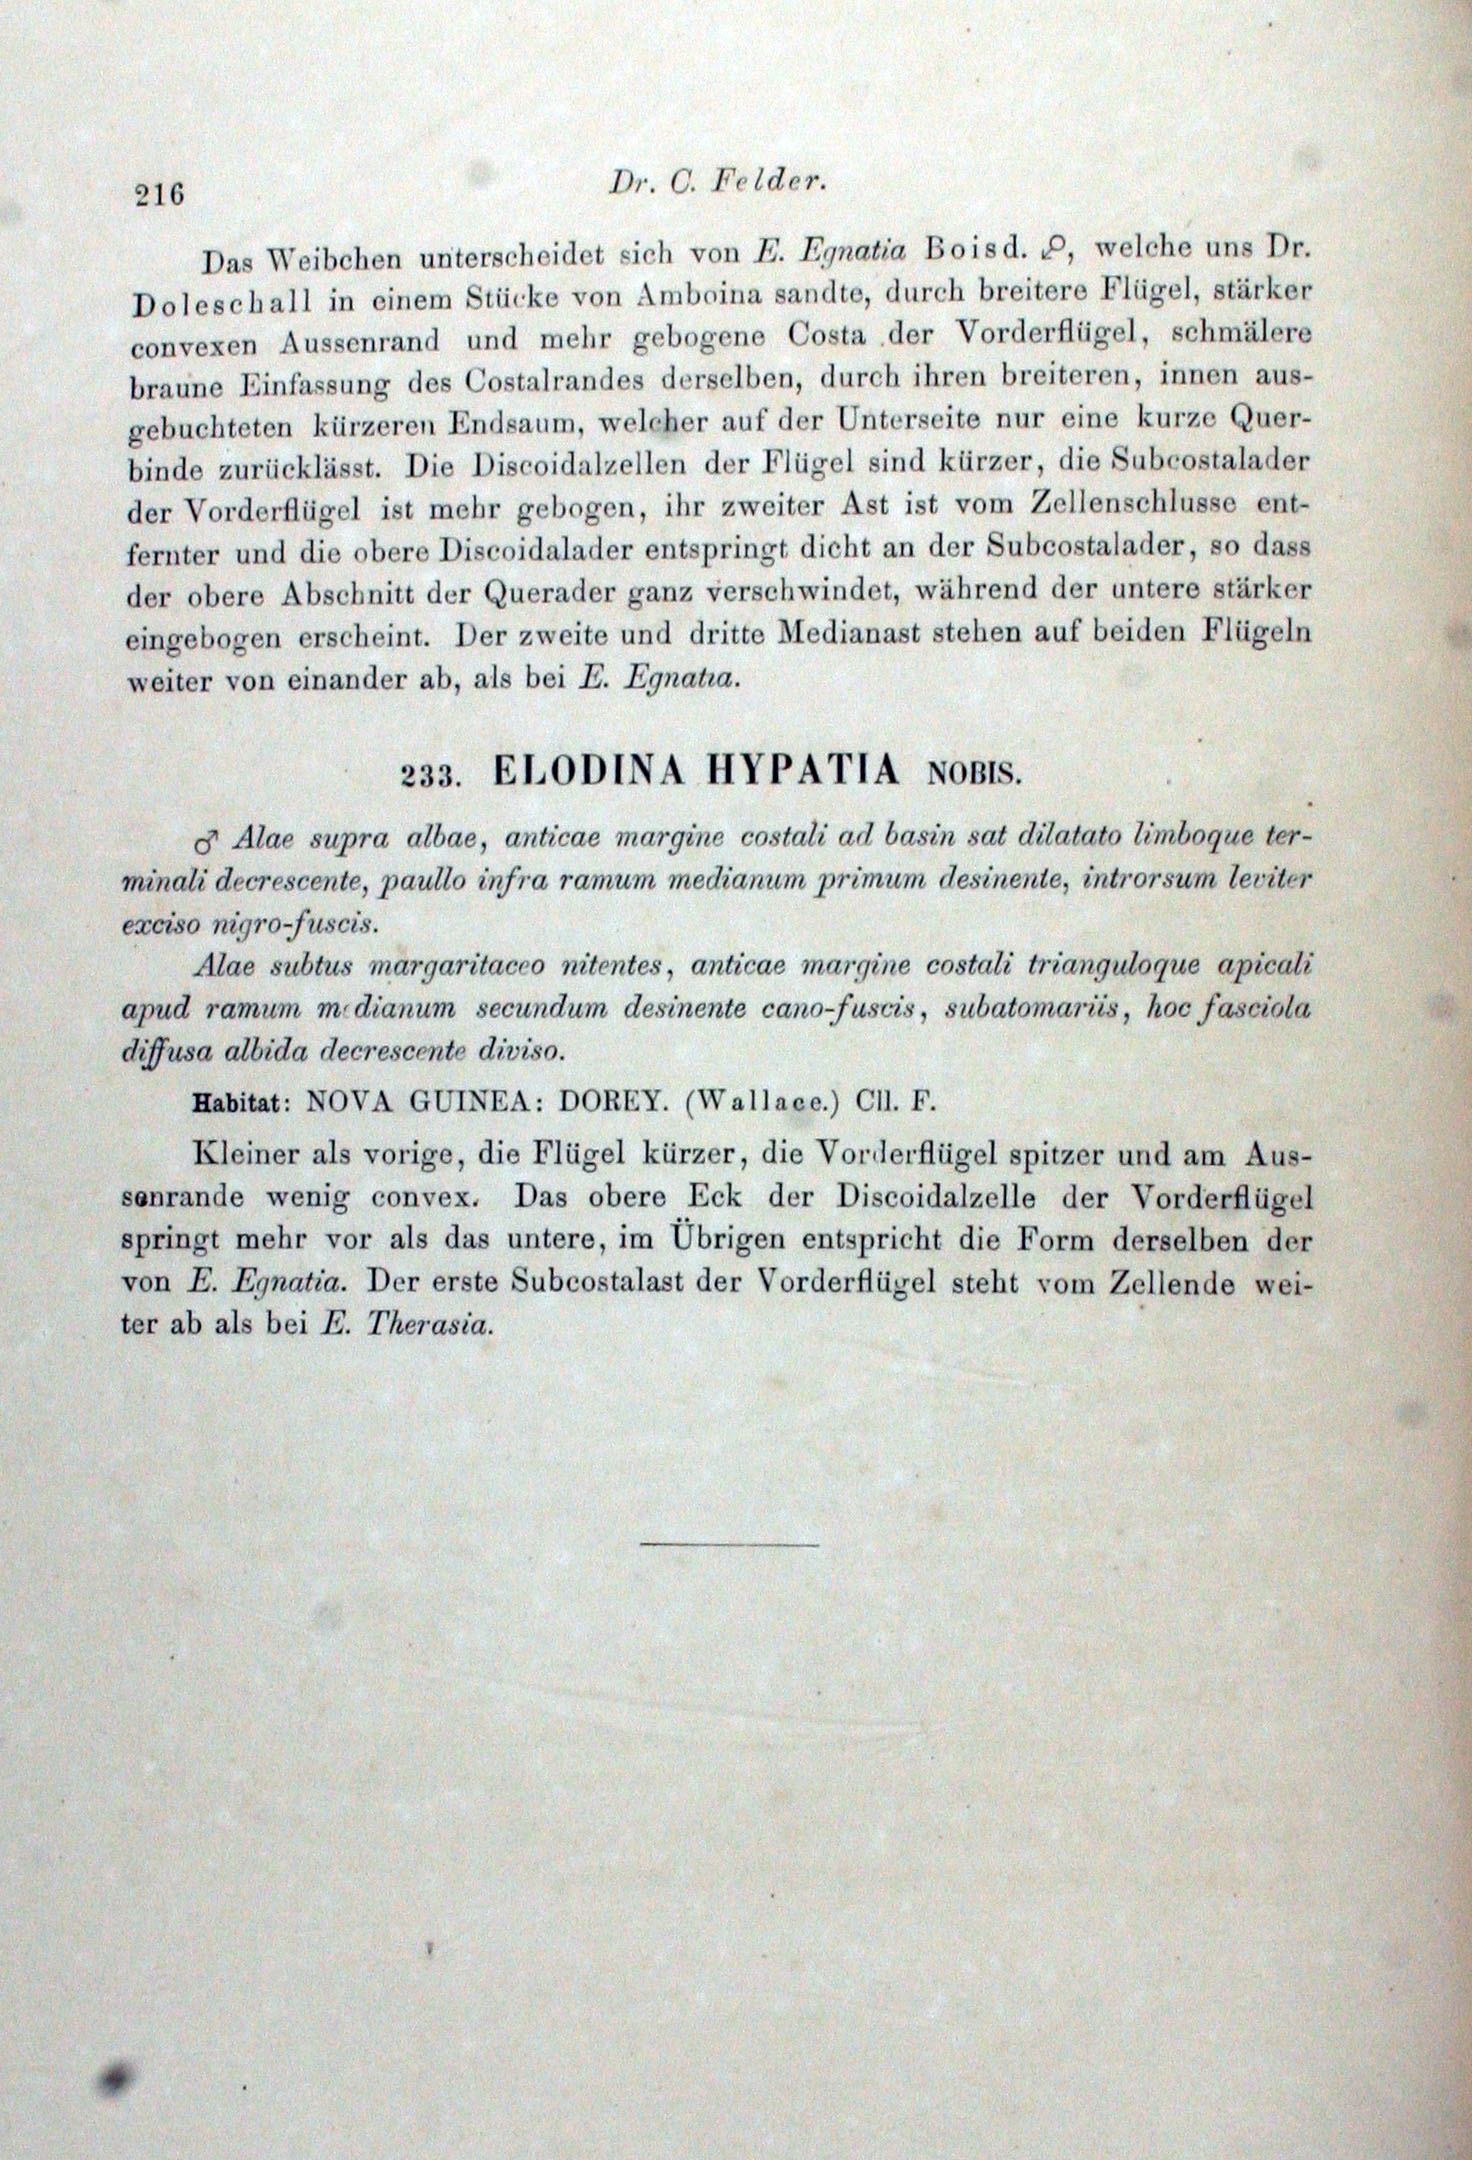 216
Dr. C. Felder.
Das Weibchen unterscheidet sich von E. Egnatia Boisd. ♀, welche uns Dr.
Doleschall in einem Stücke von Amboina sandte, durch breitere Flügel, stärker
convexen Aussenrand und mehr gebogene Costa der Vorderflügel, schmälere
braune Einfassung des Costalrandes derselben, durch ihren breiteren, innen aus-
gebuchteten kürzeren Endsaum, welcher auf der Unterseite nur eine kurze Quer-
binde zurücklässt. Die Discoidalzellen der Flügel sind kürzer, die Subcostalader
der Vorderflügel ist mehr gebogen, ihr zweiter Ast ist vom Zellenschlusse ent-
fernter und die obere Discoidalader entspringt dicht an der Subcostalader, so dass
der obere Abschnitt der Querader ganz verschwindet, während der untere stärker
eingebogen erscheint. Der zweite und dritte Medianast stehen auf beiden Flügeln
weiter von einander ab, als bei E. Egnatia.
233. ELODINA HYPATIA NOBIS.
♂ Alae supra albae, anticae margine costali ad basin sat dilatato limboque ter-
minali decrescente, paullo infra ramum medianum primum desinente, introrsum leviter
exciso nigro-fuscis.
Alae subtus margaritaceo nitentes, anticae margine costali trianguloque apicali
apud ramum medianum secundum desinente cano-fuscis, subatomariis, hoc fasciola
diffusa albida decrescente diviso.
Habitat: NOVA GUINEA: DOREY. (Wallace.) Cll. F.
Kleiner als vorige, die Flügel kürzer, die Vorderflügel spitzer und am Aus-
senrande wenig convex. Das obere Eck der Discoidalzelle der Vorderflügel
springt mehr vor als das untere, im Übrigen entspricht die Form derselben der
von E. Egnatia. Der erste Subcostalast der Vorderflügel steht vom Zellende wei-
ter ab als bei E. Therasia.